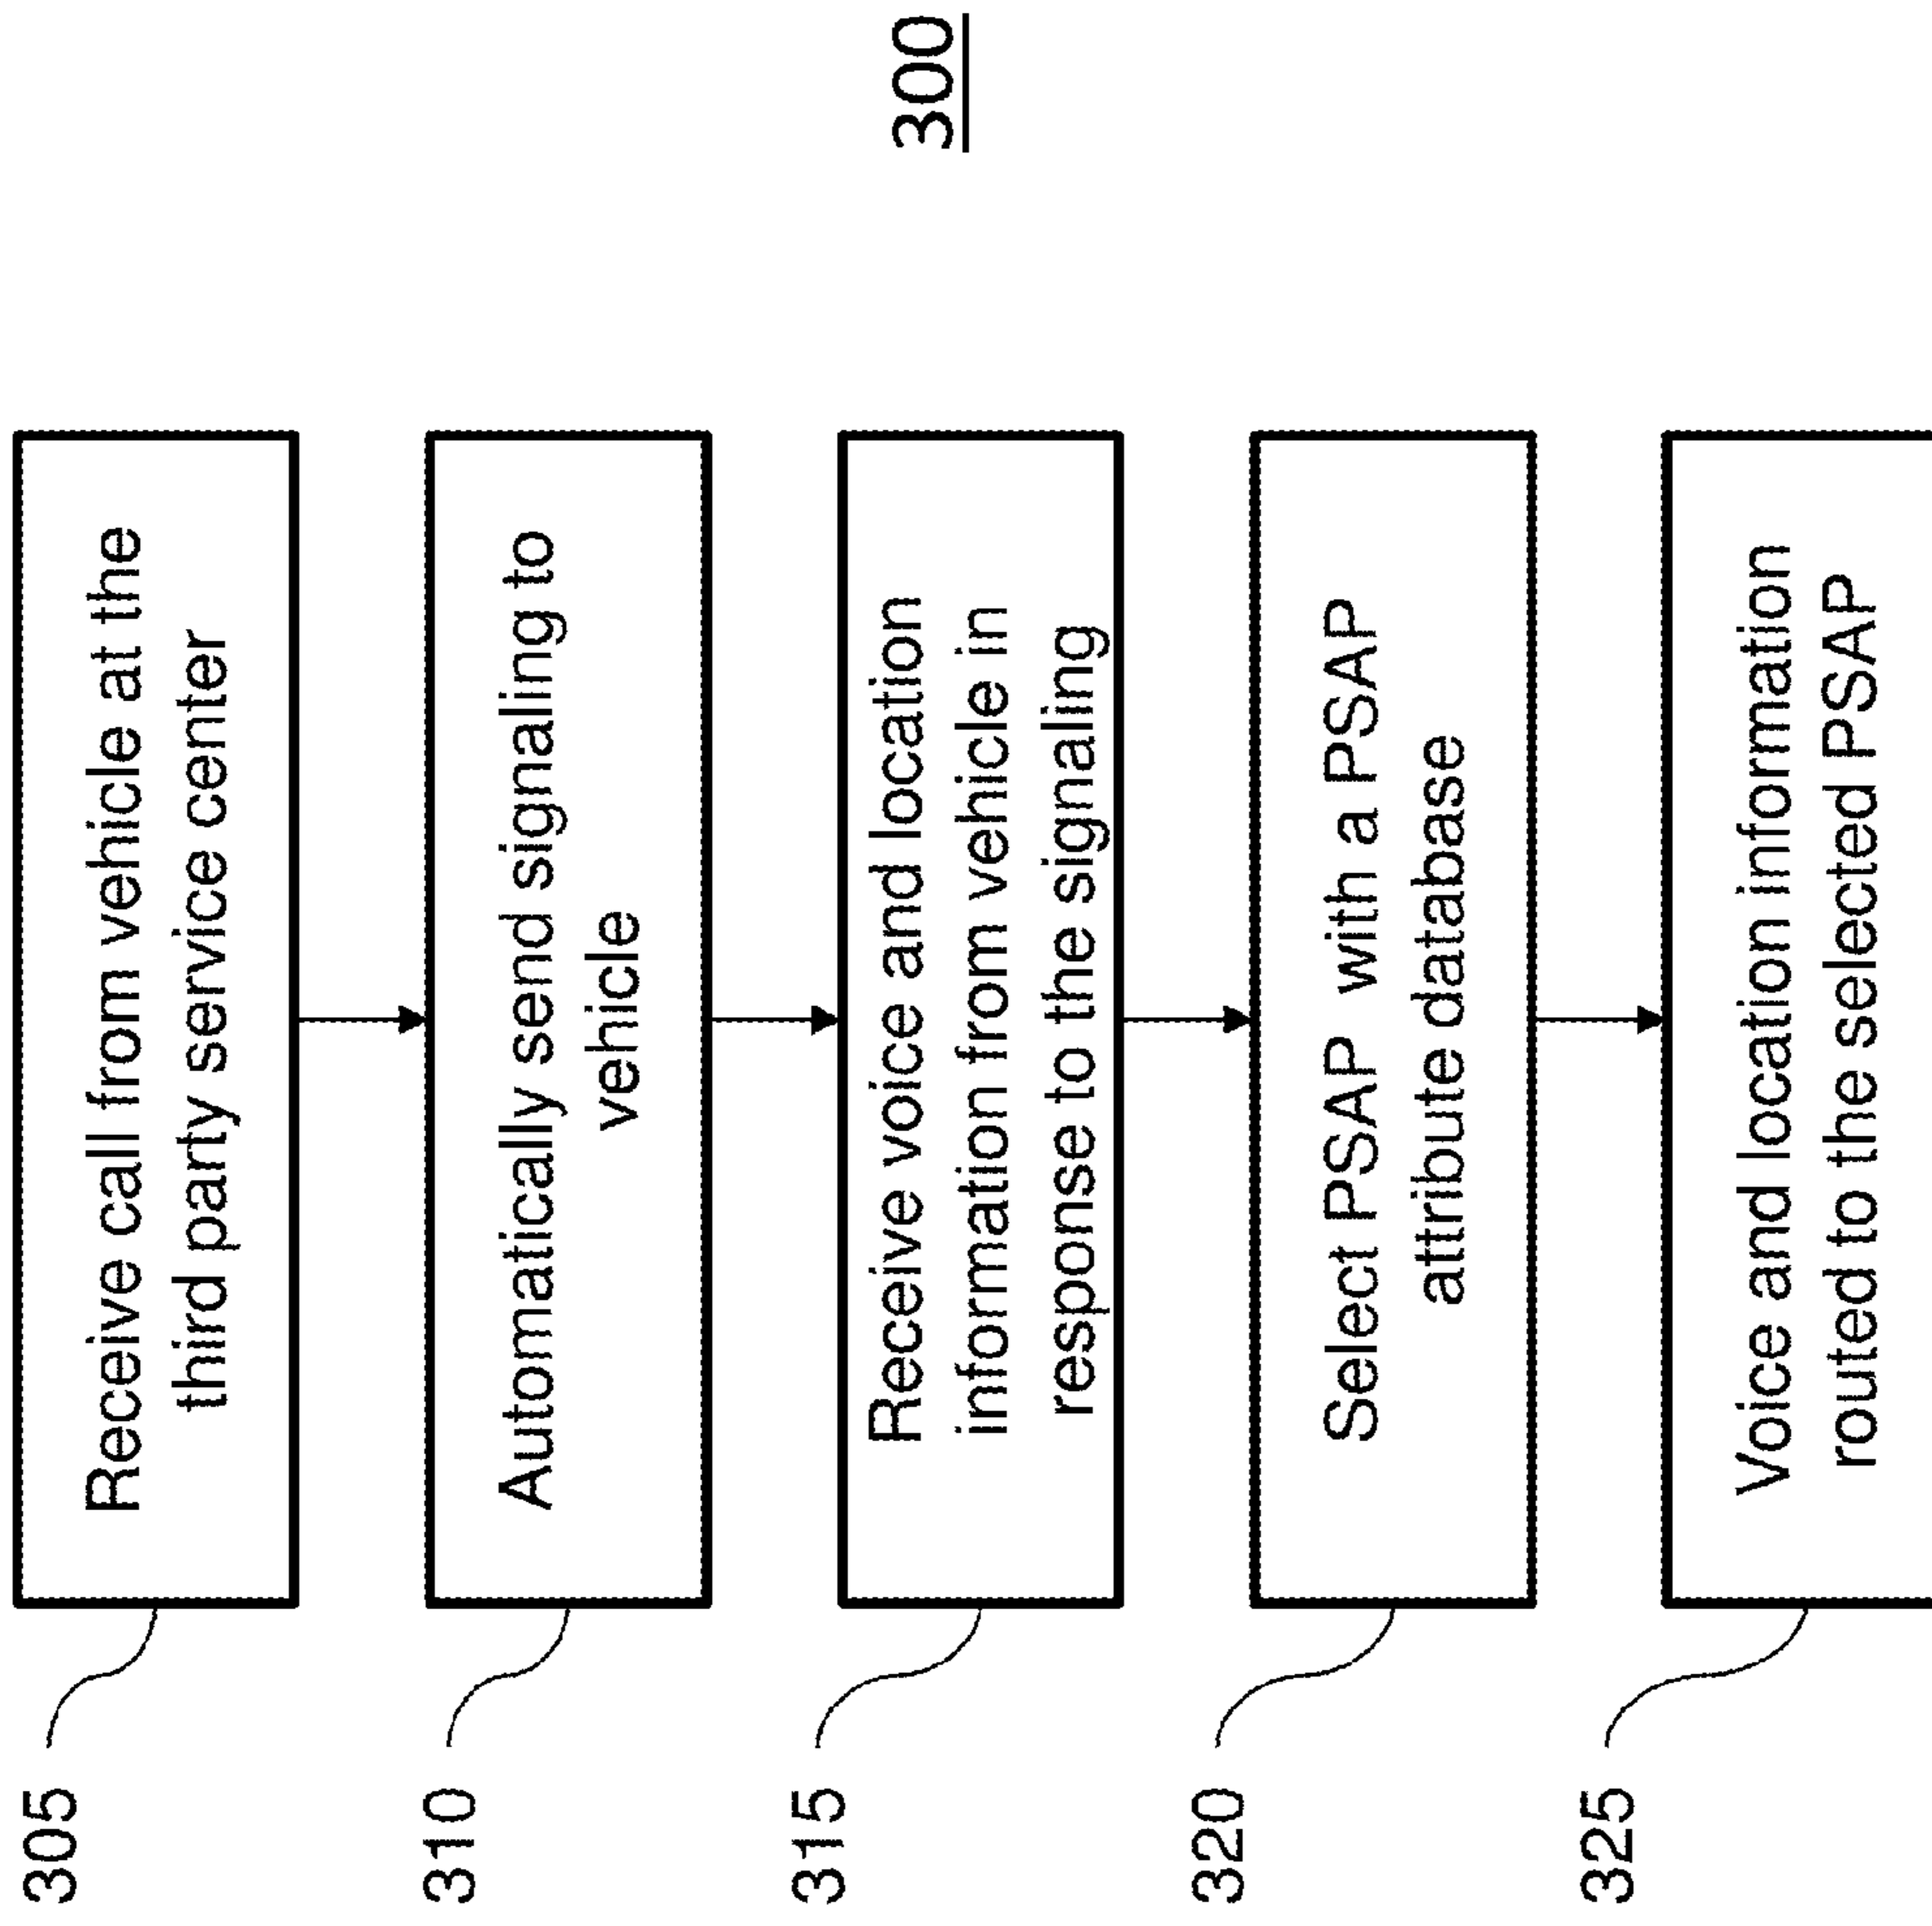 305
Receive call from vehicle at the
third party service center
310
Automatically send signaling to
vehicle
315
Receive voice and location
information from vehicle in
response to the signaling
320
Select PSAP with a PSAP
attribute database
325
Voice and location information
routed to the selected PSAP
300